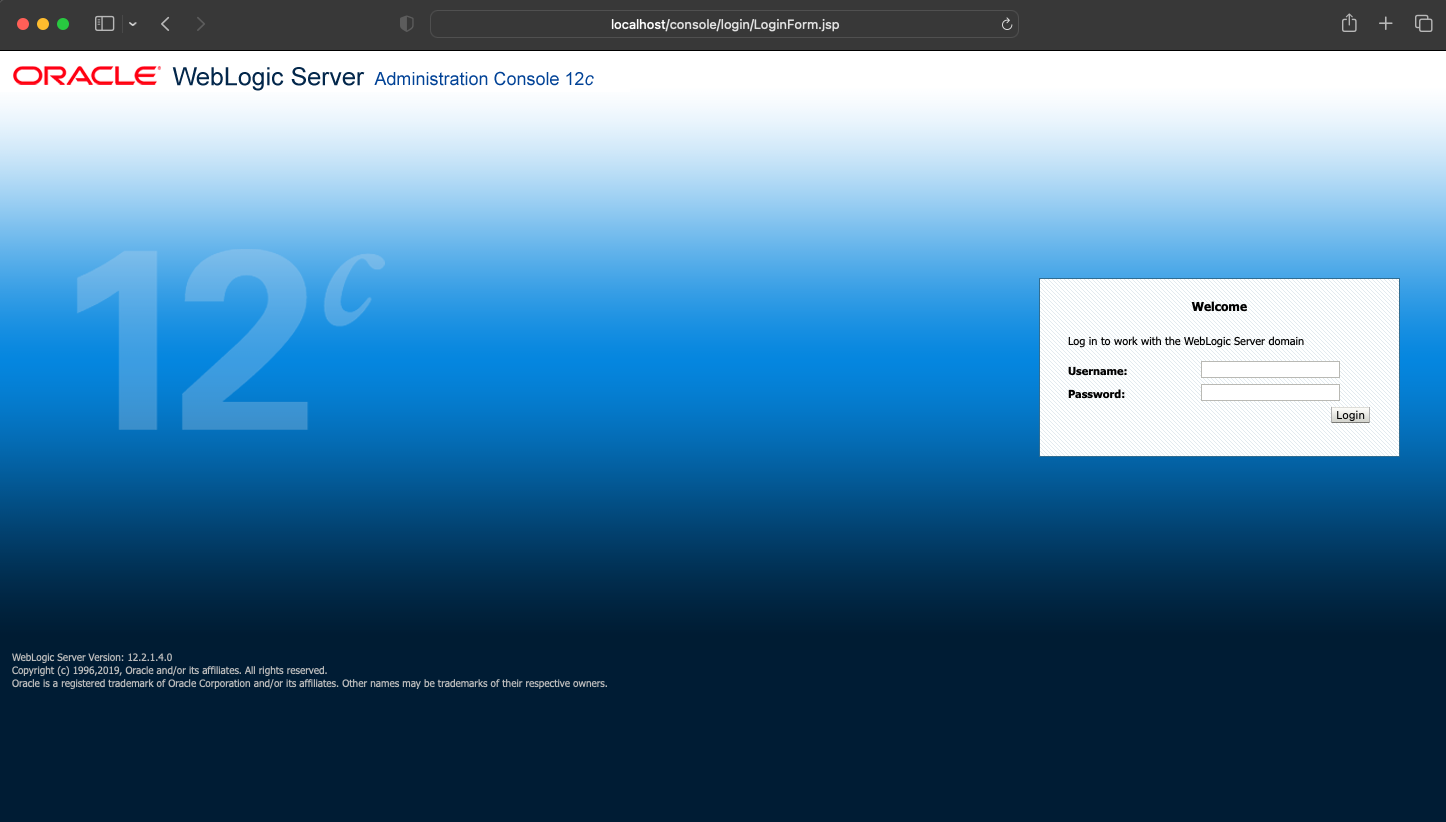 localhost/console/login/LoginForm.jsp
ORACLE® WebLogic Server Administration Console 12c
12c
Welcome
Log in to work with the WebLogic Server domain
Username:
Password:
Login
WebLogic Server Version: 12.2.1.4.0
Copyright (c) 1996,2019, Oracle and/or its affiliates. All rights reserved.
Oracle is a registered trademark of Oracle Corporation and/or its affiliates. Other names may be trademarks of their respective owners.